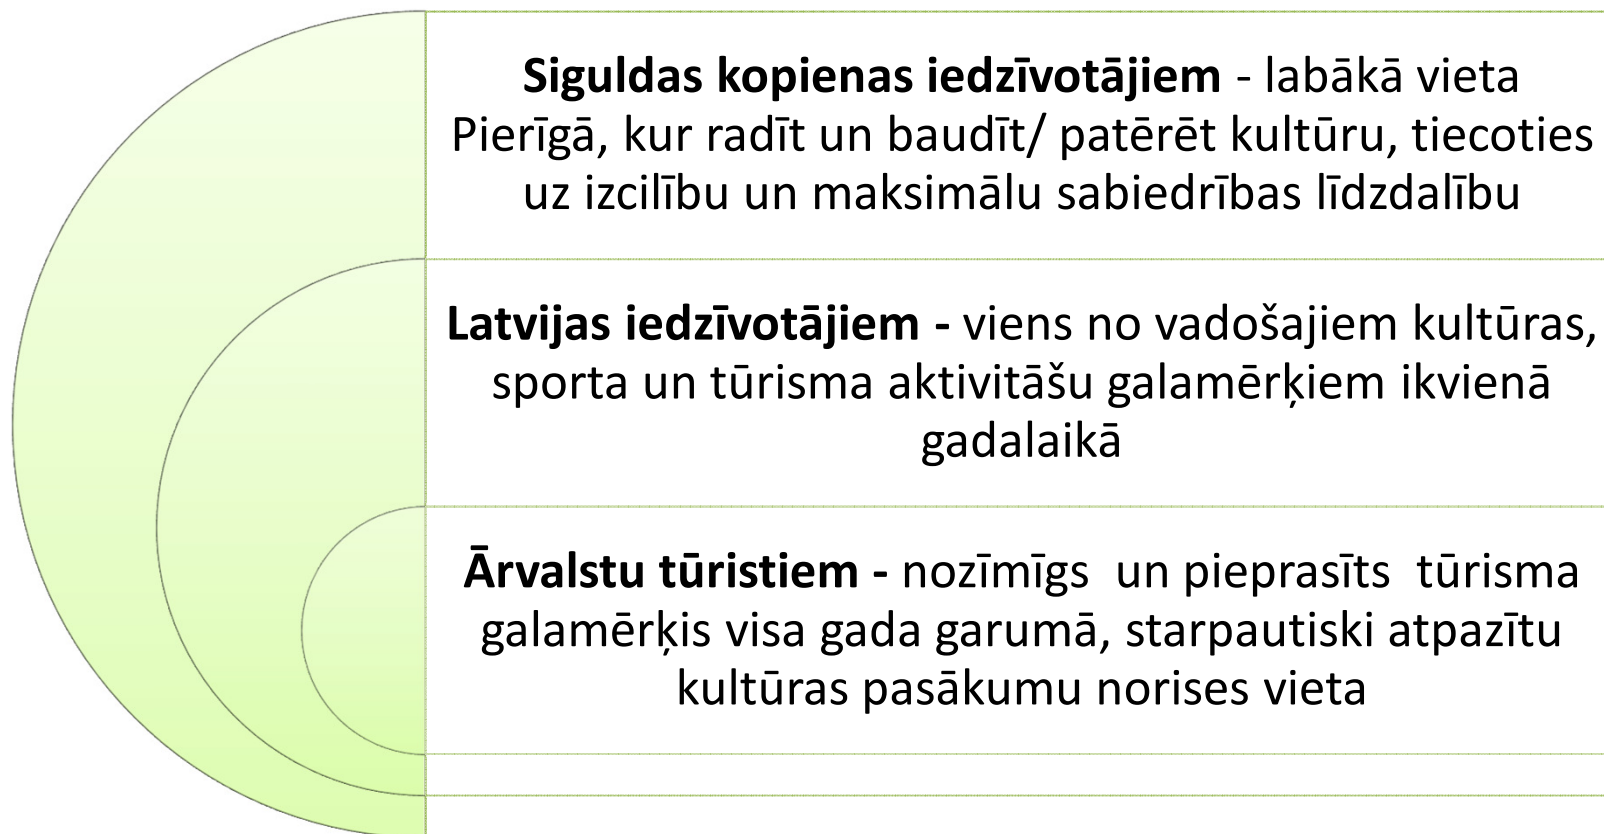 Siguldas kopienas iedzīvotājiem - labākā vieta
Pierīgā, kur radīt un baudīt/ patērēt kultūru, tiecoties
uz izcilību un maksimālu sabiedrības līdzdalību
Latvijas iedzīvotājiem - viens no vadošajiem kultūras,
sporta un tūrisma aktivitāšu galamērķiem ikvienā
gadalaikā
Ārvalstu tūristiem - nozīmīgs un pieprasīts tūrisma
galamērķis visa gada garumā, starpautiski atpazītu
kultūras pasākumu norises vieta